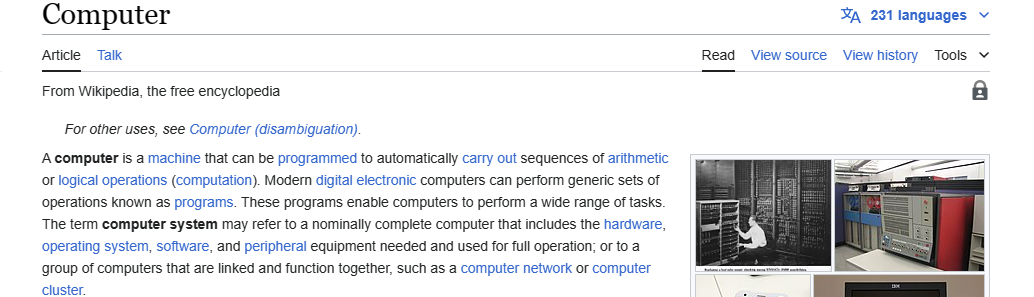 Computer
231 languages
Article Talk
Read View source View history Tools
From Wikipedia, the free encyclopedia
For other uses, see Computer (disambiguation).
A computer is a machine that can be programmed to automatically carry out sequences of arithmetic
or logical operations (computation). Modern digital electronic computers can perform generic sets of
operations known as programs. These programs enable computers to perform a wide range of tasks.
The term computer system may refer to a nominally complete computer that includes the hardware,
operating system, software, and peripheral equipment needed and used for full operation; or to a
group of computers that are linked and function together, such as a computer network or computer
cluster.
IBM